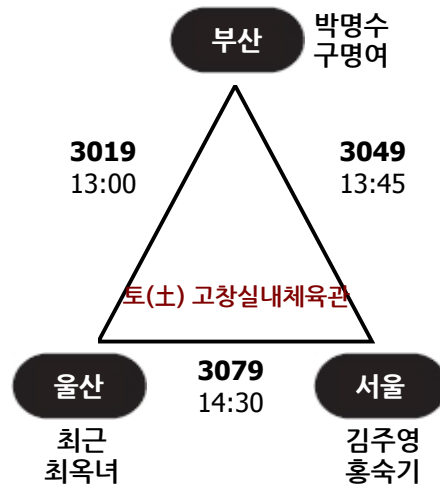 부산
박명수
구명여
3019
13:00
3049
13:45
토(土) 고창실내체육관
울산
3079
14:30
서울
최근
최옥녀
김주영
홍숙기